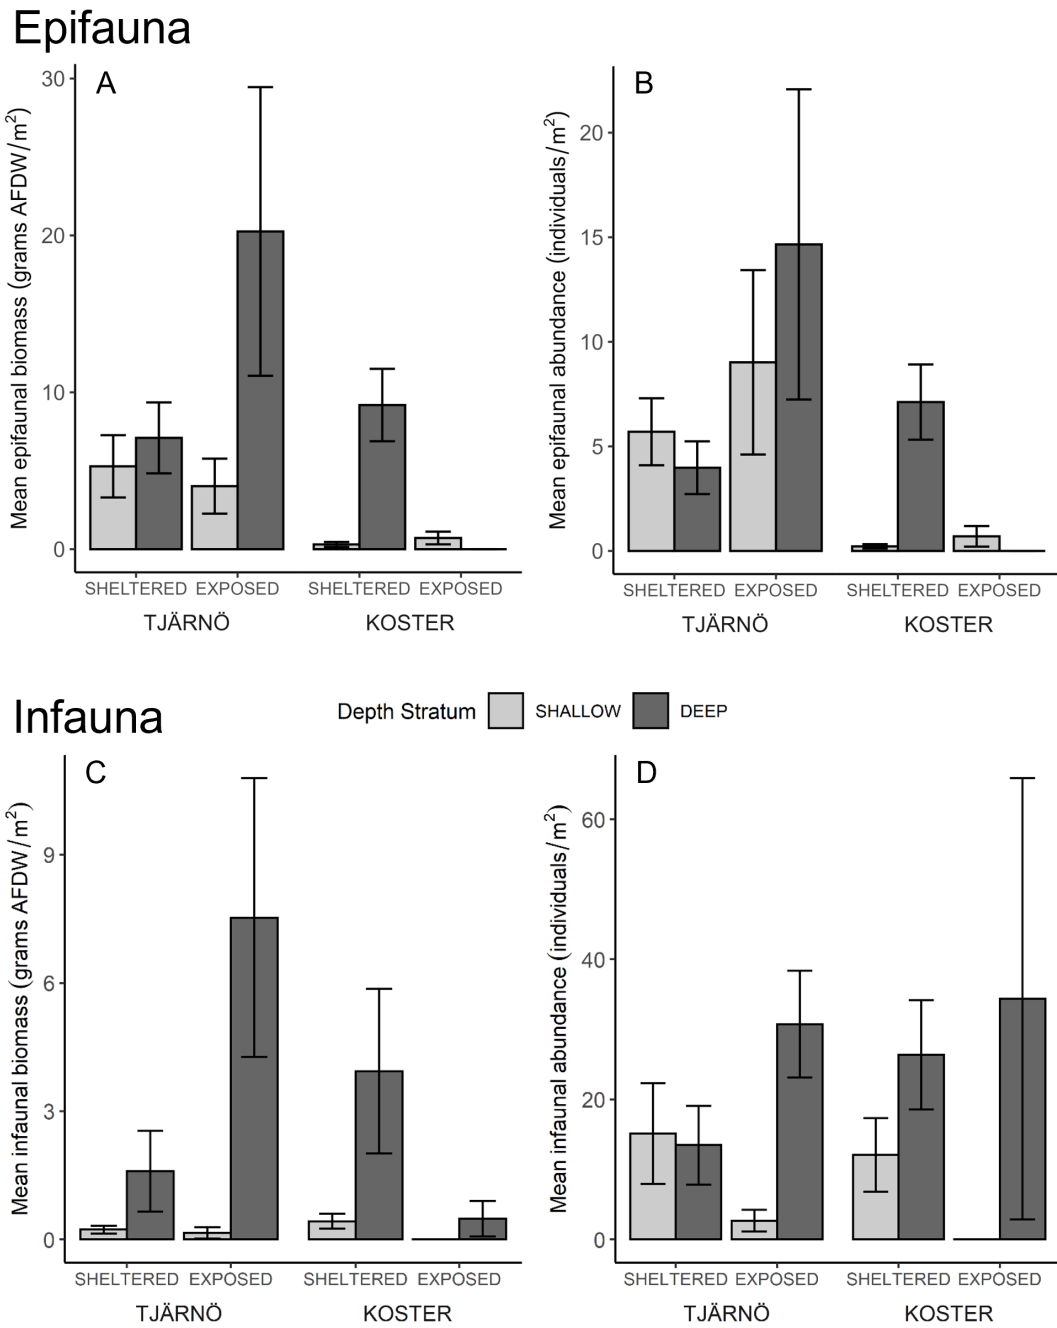 Epifauna
A
Mean epifaunal biomass (grams AFDW/m²)
30
20
10
0
SHELTERED EXPOSED SHELTERED EXPOSED
TJÄRNÖ KOSTER
B
Mean epifaunal abundance (individuals/m²)
20
15
10
5
0
SHELTERED EXPOSED SHELTERED EXPOSED
TJÄRNÖ KOSTER
Infauna
Depth Stratum SHALLOW DEEP
C
Mean infaunal biomass (grams AFDW/m²)
9
6
3
0
SHELTERED EXPOSED SHELTERED EXPOSED
TJÄRNÖ KOSTER
D
Mean infaunal abundance (individuals/m²)
60
40
20
0
SHELTERED EXPOSED SHELTERED EXPOSED
TJÄRNÖ KOSTER